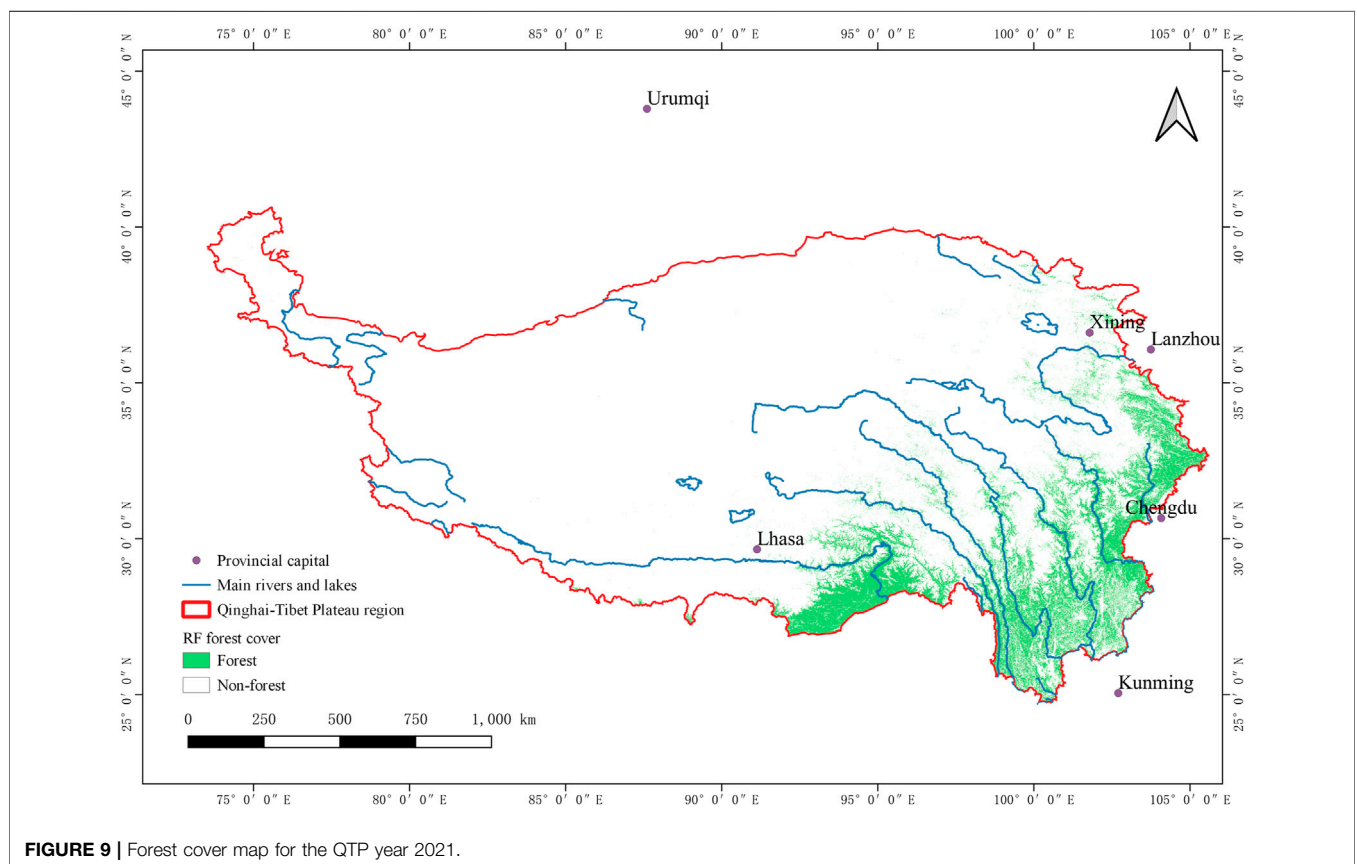 75° 0′ 0″ E 80° 0′ 0″ E 85° 0′ 0″ E 90° 0′ 0″ E 95° 0′ 0″ E 100° 0′ 0″ E 105° 0′ 0″ E
45° 0′ 0″ N
45° 0′ 0″ N
Urumqi
40° 0′ 0″ N
40° 0′ 0″ N
Xining
Lanzhou
35° 0′ 0″ N
35° 0′ 0″ N
Chengdu
Lhasa
30° 0′ 0″ N
30° 0′ 0″ N
Provincial capital
Main rivers and lakes
Qinghai-Tibet Plateau region
RF forest cover
Forest
Non-forest
Kunming
25° 0′ 0″ N
25° 0′ 0″ N
0 250 500 750 1,000 km
75° 0′ 0″ E 80° 0′ 0″ E 85° 0′ 0″ E 90° 0′ 0″ E 95° 0′ 0″ E 100° 0′ 0″ E 105° 0′ 0″ E
FIGURE 9 | Forest cover map for the QTP year 2021.